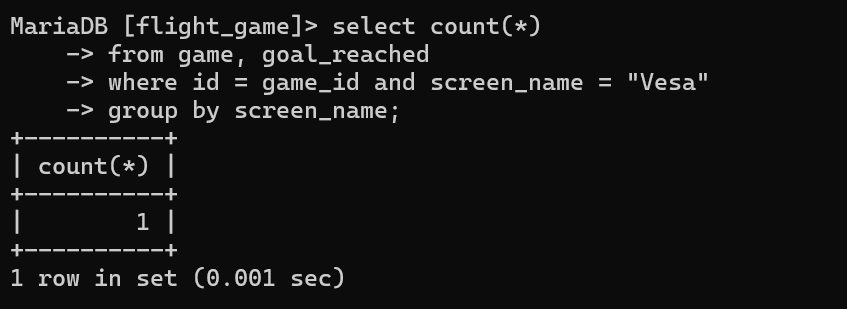 MariaDB [flight_game]> select count(*)
    -> from game, goal_reached
    -> where id = game_id and screen_name = "Vesa"
    -> group by screen_name;
+----------+
| count(*) |
+----------+
|        1 |
+----------+
1 row in set (0.001 sec)